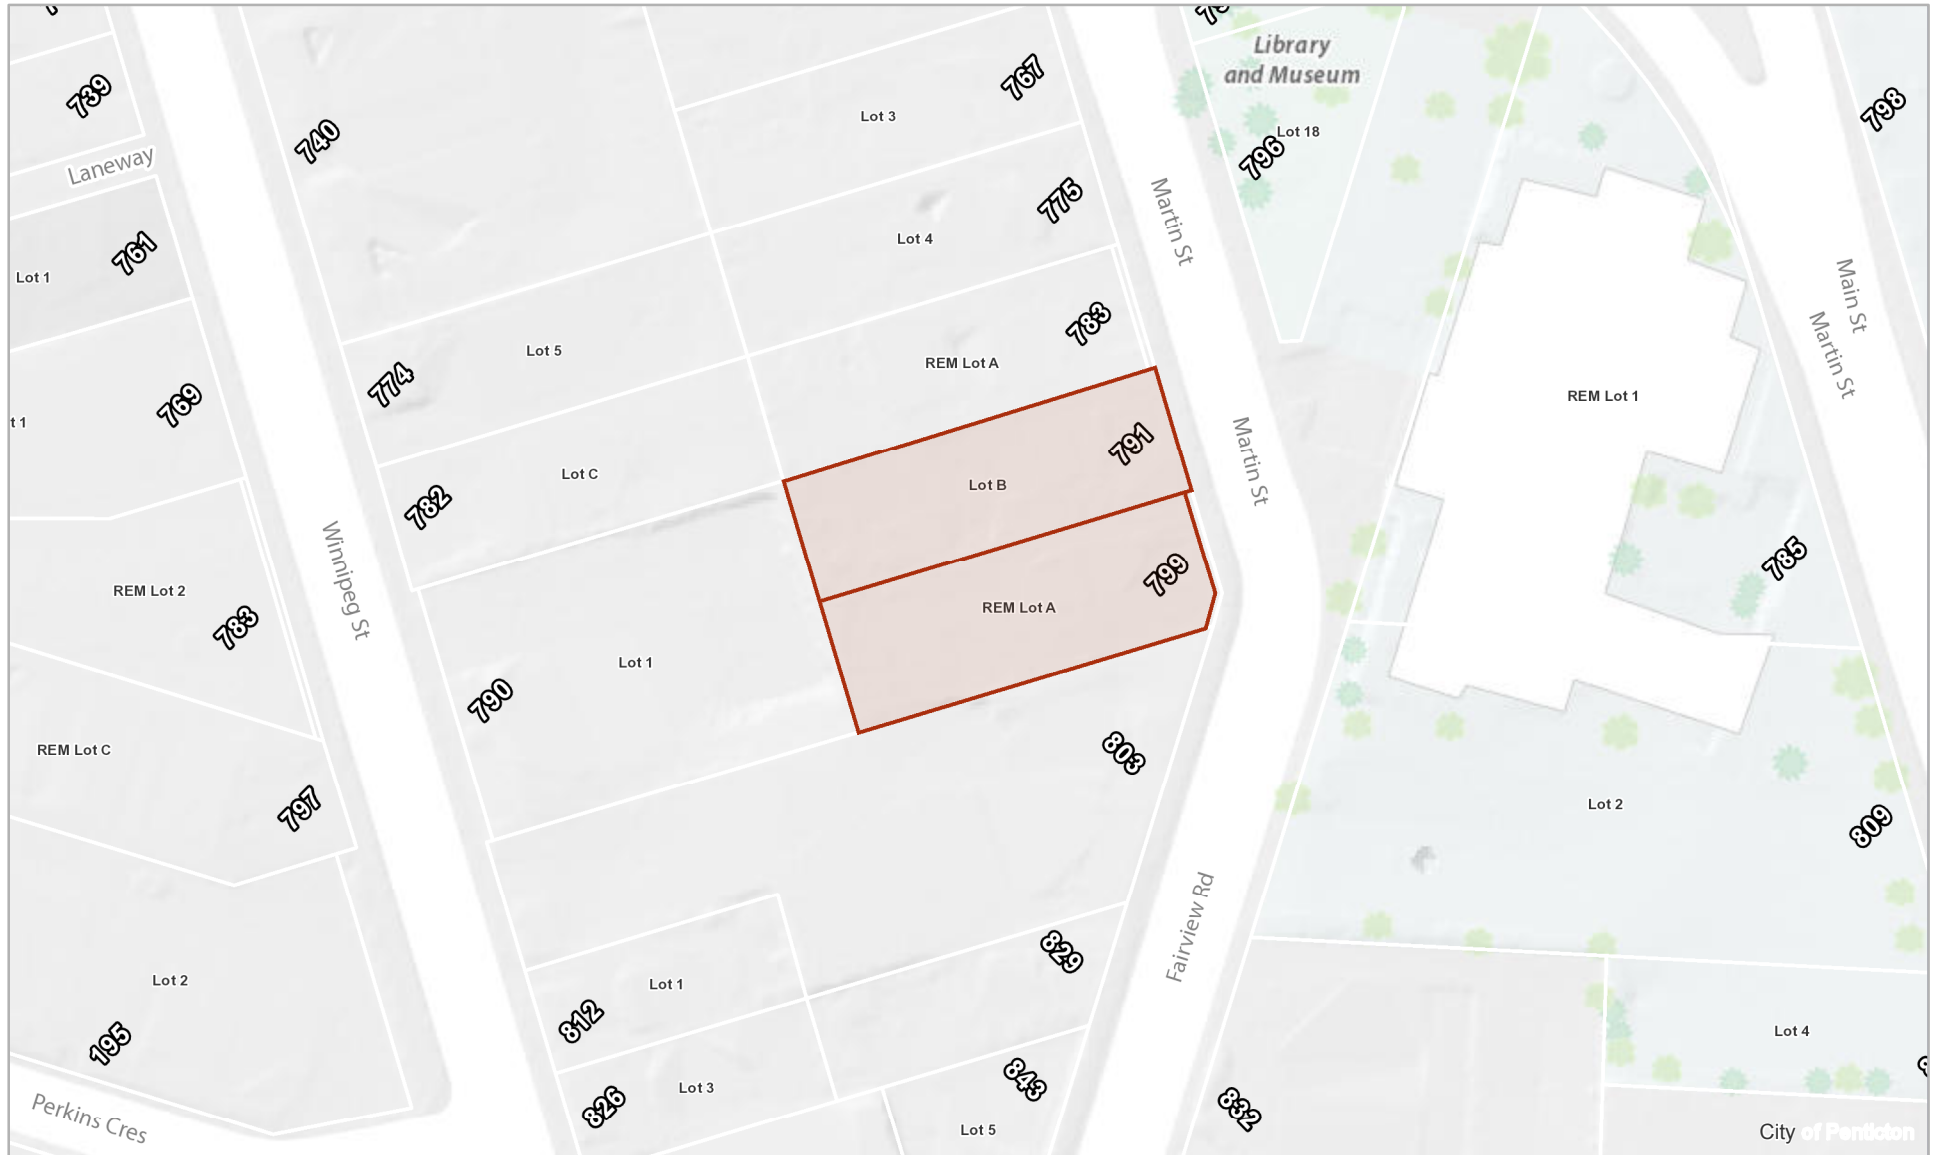 Library
and Museum
739
740
767
Lot 3
Lot 18
796
798
Laneway
775
Martin St
761
Lot 1
Lot 4
783
Main St
Martin St
Lot 5
774
REM Lot A
REM Lot 1
769
t 1
791
Martin St
Lot C
782
Lot B
Winnipeg St
REM Lot 2
783
799
REM Lot A
785
Lot 1
790
REM Lot C
797
803
Lot 2
809
Fairview Rd
829
Lot 2
195
Lot 1
812
Lot 4
843
Lot 3
826
832
Perkins Cres
Lot 5
City of Penticton